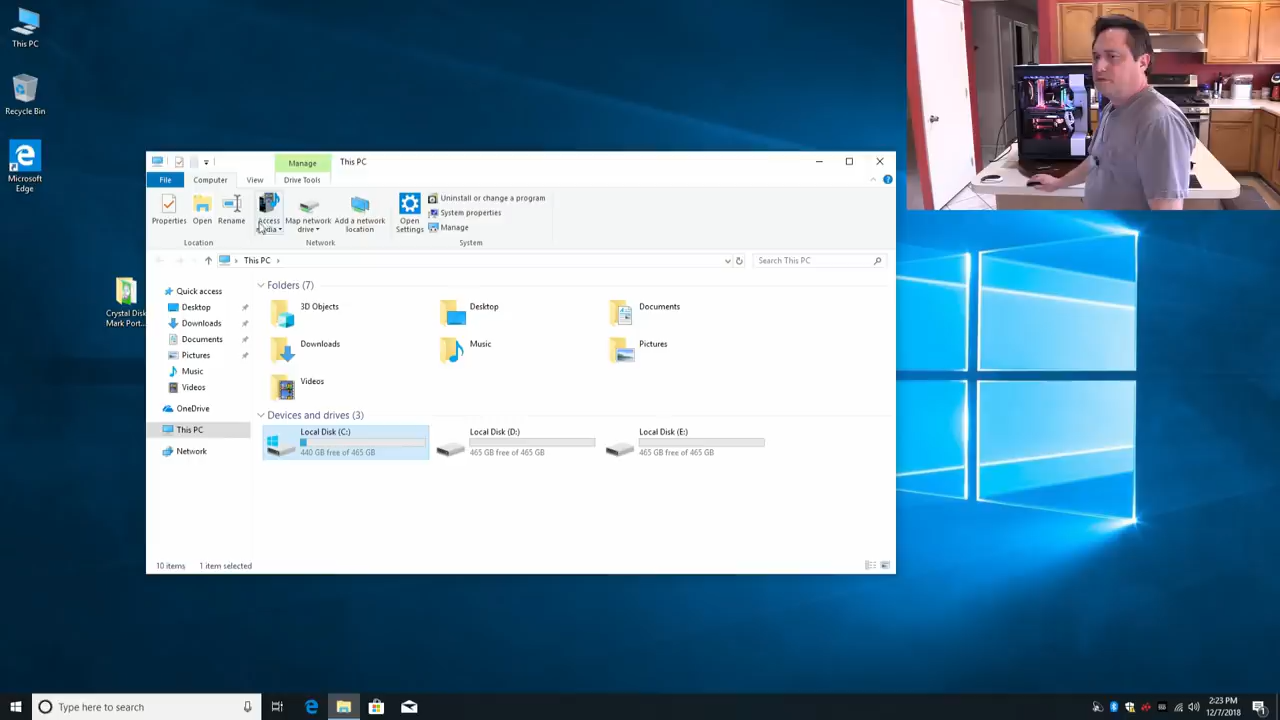 This PC
Recycle Bin
Microsoft
Edge
Crystal Disk
Mark Port...
Manage
This PC
File
Computer
View
Drive Tools
Properties
Open
Rename
Access
media
Map network
drive
Add a network
location
Open
Settings
Uninstall or change a program
System properties
Manage
Location
Network
System
This PC
Search This PC
Quick access
Desktop
Downloads
Documents
Pictures
Music
Videos
OneDrive
This PC
Network
Folders (7)
3D Objects
Desktop
Documents
Downloads
Music
Pictures
Videos
Devices and drives (3)
Local Disk (C:)
440 GB free of 465 GB
Local Disk (D:)
465 GB free of 465 GB
Local Disk (E:)
465 GB free of 465 GB
10 items
1 item selected
Type here to search
2:23 PM
12/7/2018